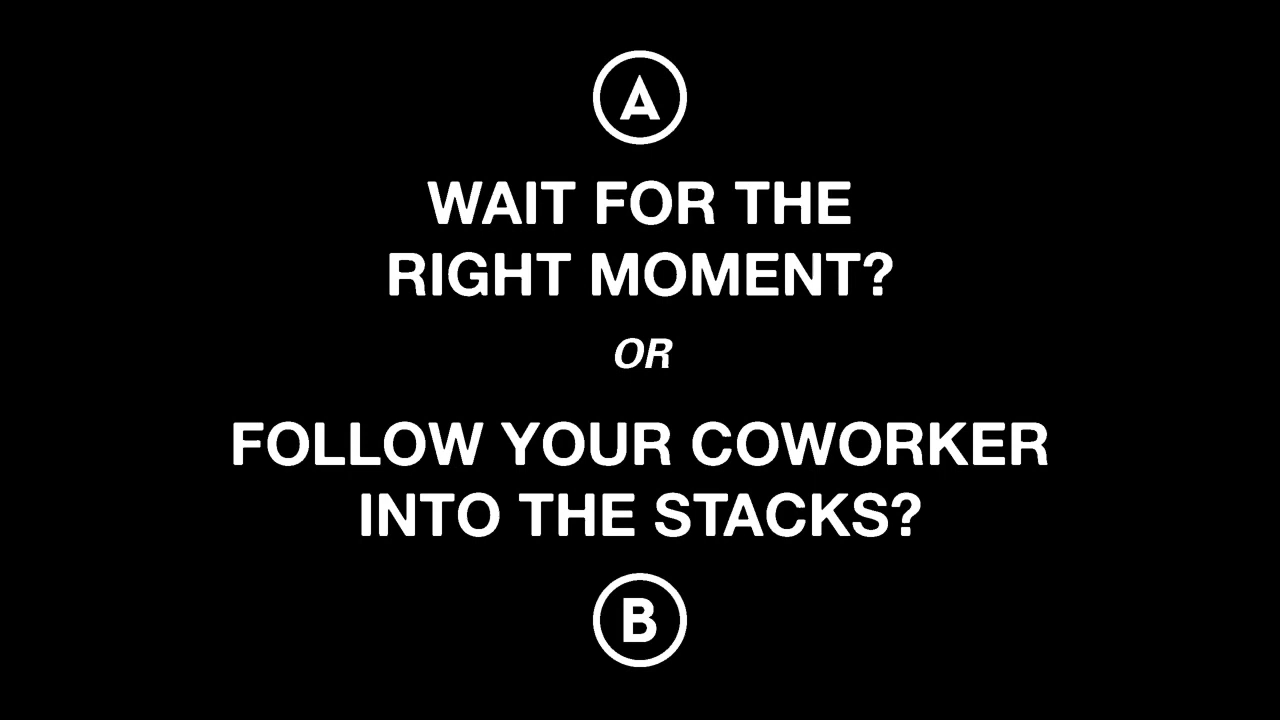 A
WAIT FOR THE
RIGHT MOMENT?
OR
FOLLOW YOUR COWORKER
INTO THE STACKS?
B